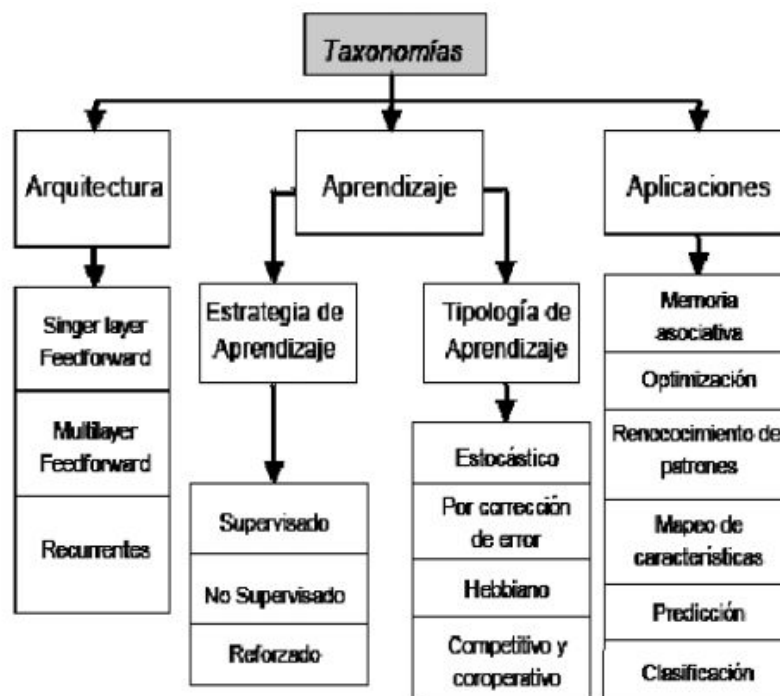 Taxonomías
Arquitectura
Aprendizaje
Aplicaciones
Singer layer
Feedforward
Multilayer
Feedforward
Recurrentes
Estrategia de
Aprendizaje
Supervisado
No Supervisado
Reforzado
Tipología de
Aprendizaje
Estocástico
Por corrección
de error
Hebbiano
Competitivo y
coroperativo
Memoria
asociativa
Optimización
Renococimiento de
patrones
Mapeo de
características
Predicción
Clasificación